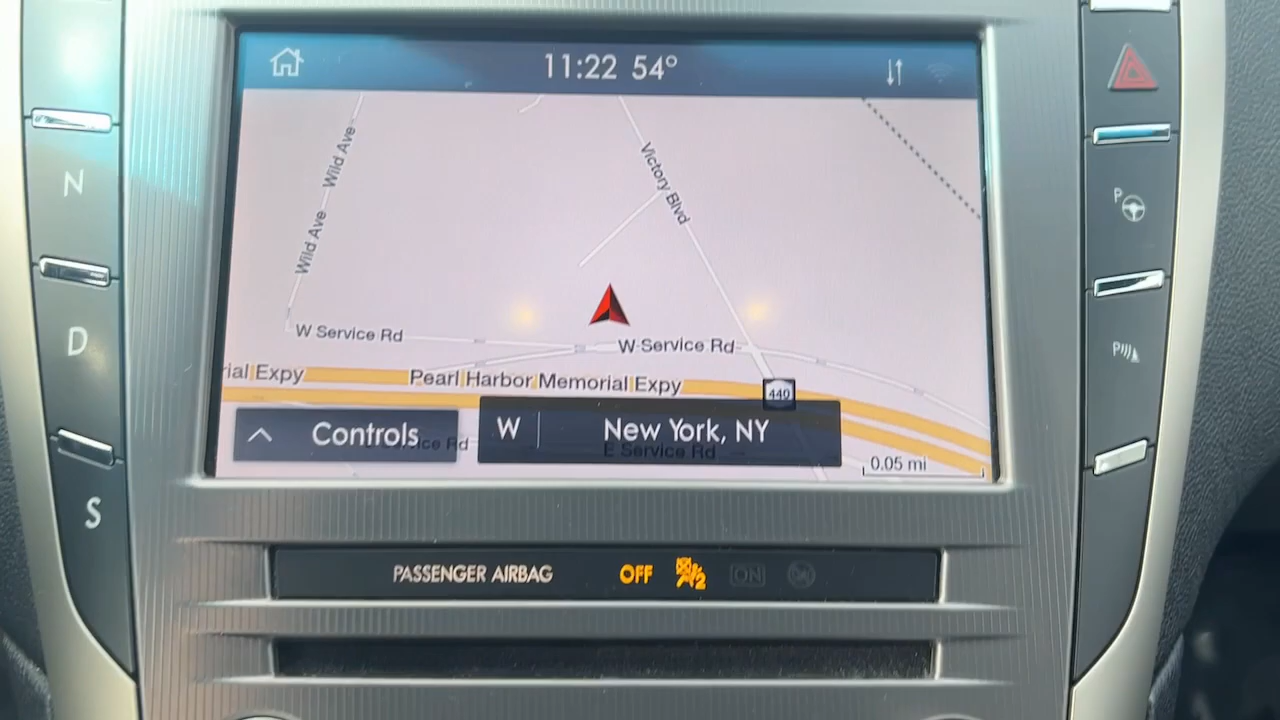 11:22 54°
Wild Ave
Wild Ave
Victory Blvd
W Service Rd
W Service Rd
rial Expy
Pearl Harbor Memorial Expy
440
Controls
W
New York, NY
E Service Rd
0.05 mi
N
D
S
P
P
PASSENGER AIRBAG OFF 2 ON